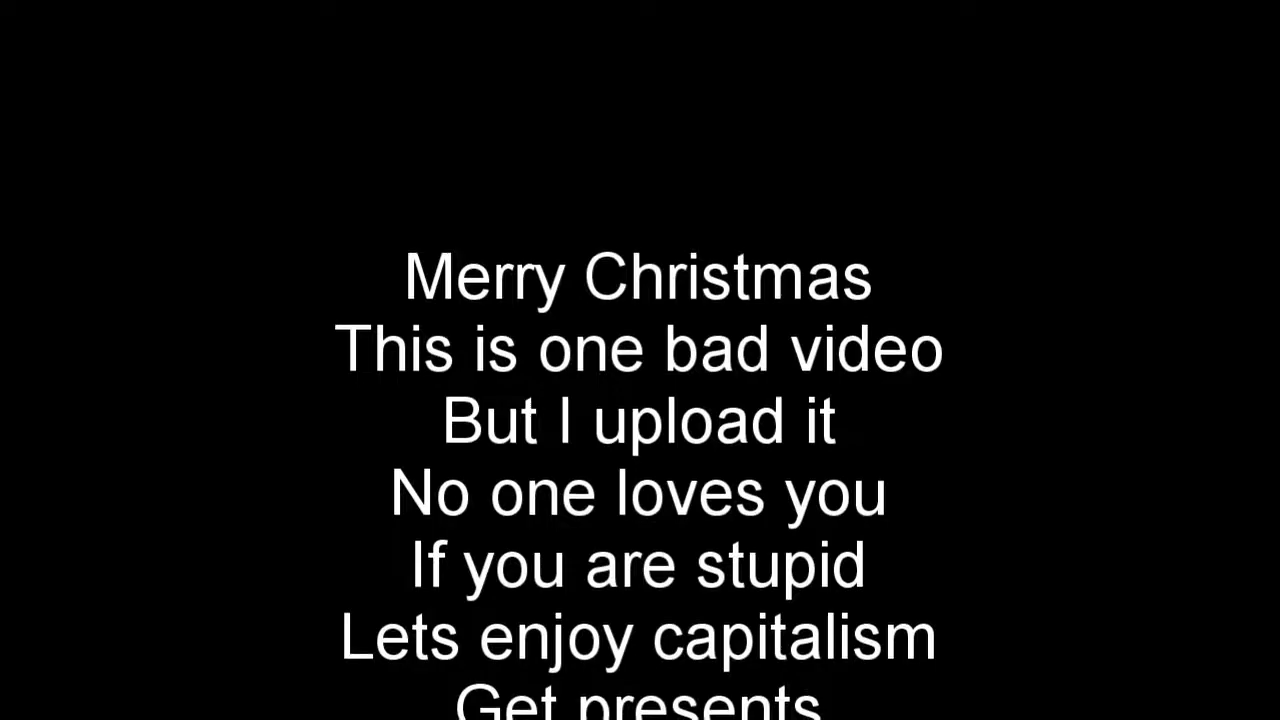 Merry Christmas
This is one bad video
But I upload it
No one loves you
If you are stupid
Lets enjoy capitalism
Get presents